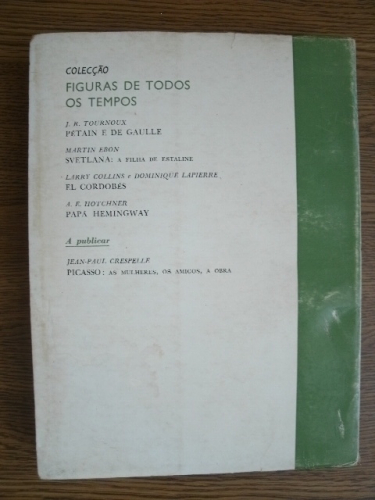 COLECÇÃO
FIGURAS DE TODOS
OS TEMPOS
J. R. TOURNOUX
PÉTAIN E DE GAULLE
MARTIN EBON
SVETLANA: A FILHA DE ESTALINE
LARRY COLLINS e DOMINIQUE LAPIERRE
EL CORDOBES
A. E. HOTCHNER
PAPÁ HEMINGWAY
A publicar
JEAN-PAUL CRESPELLE
PICASSO: AS MULHERES, OS AMIGOS, A OBRA